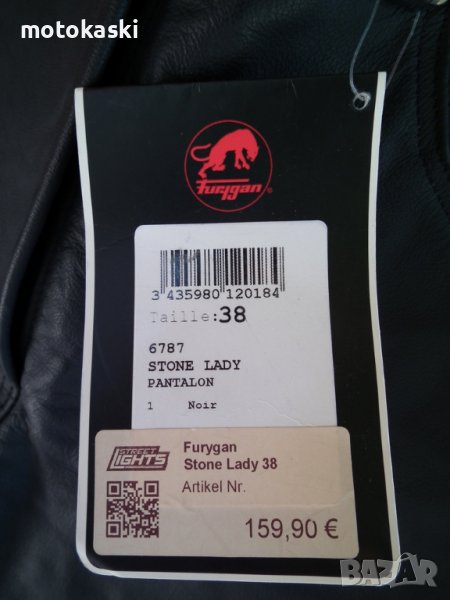 motokaski
Furygan
3 435980 120184
Taille:38
6787
STONE LADY
PANTALON
1 Noir
STREET LIGHTS
Furygan
Stone Lady 38
Artikel Nr.
159,90 €
BAZAR